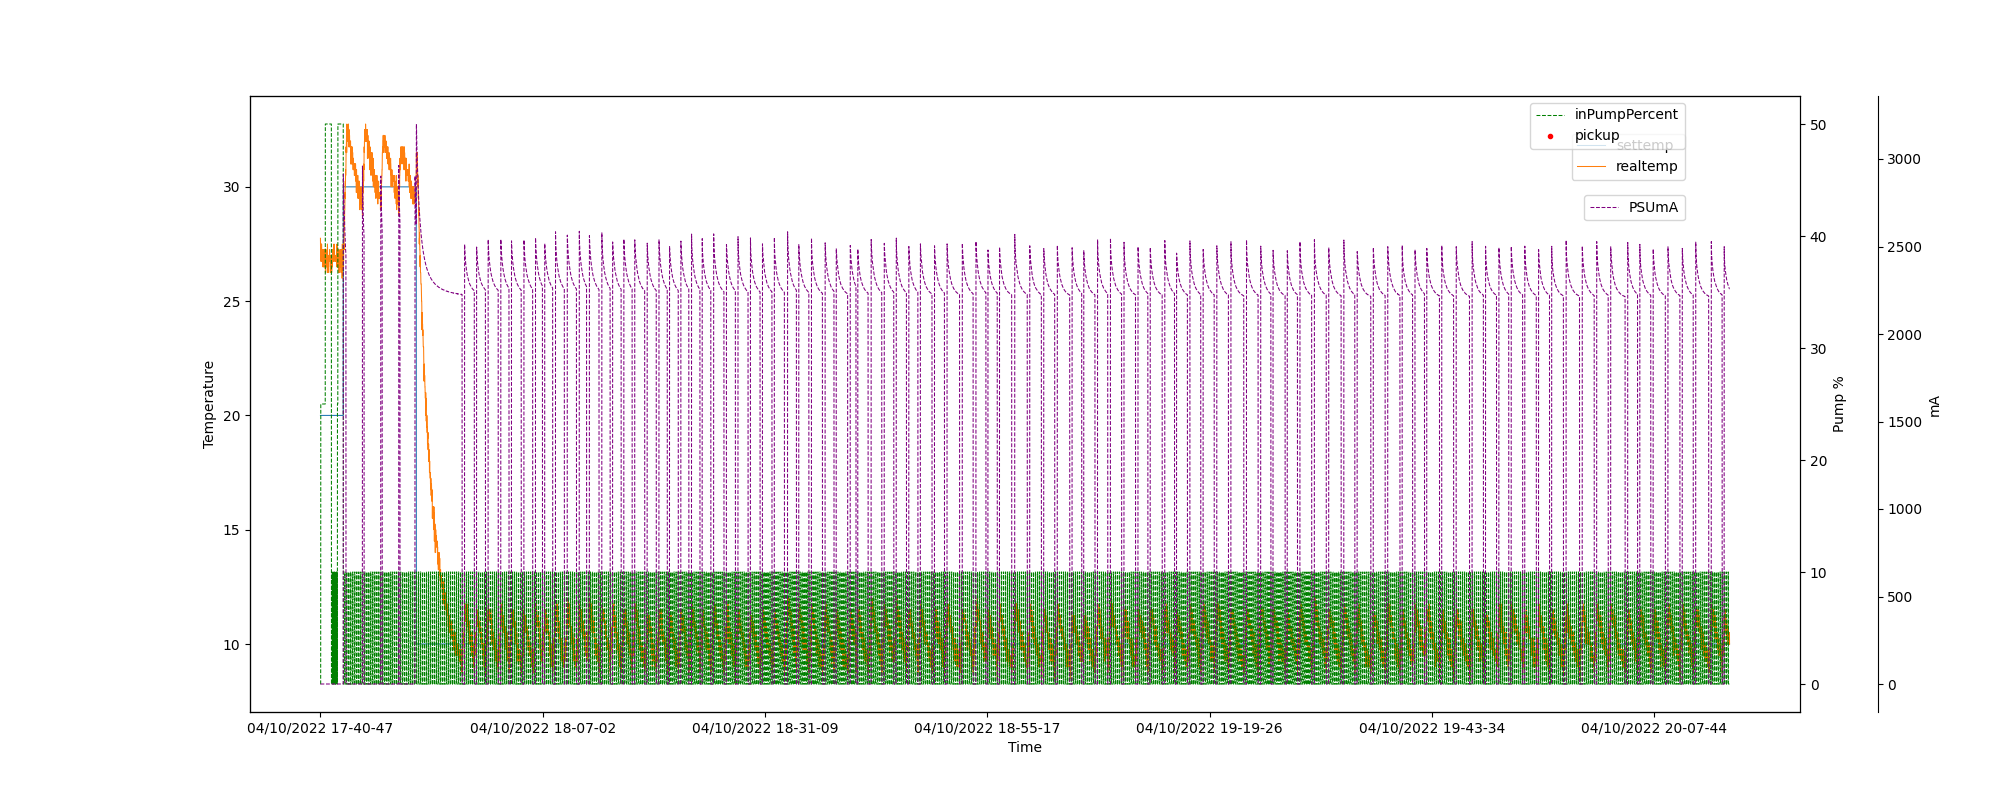 inPumpPercent
pickup
settemp
realtemp
PSUmA
Temperature
30
25
20
15
10
50
40
30
20
10
0
Pump %
3000
2500
2000
1500
1000
500
0
mA
04/10/2022 17-40-47
04/10/2022 18-07-02
04/10/2022 18-31-09
04/10/2022 18-55-17
04/10/2022 19-19-26
04/10/2022 19-43-34
04/10/2022 20-07-44
Time